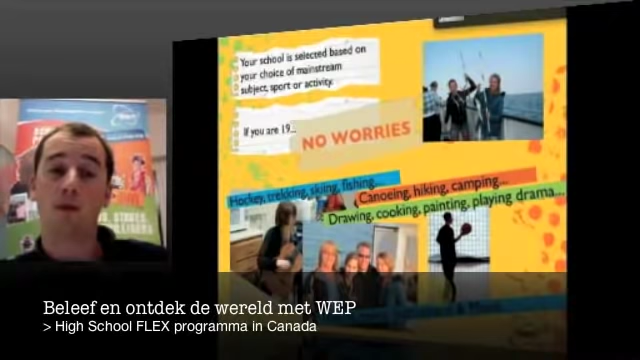 Your school is selected based on
your choice of mainstream
subject, sport or activity.
If you are 19...
NO WORRIES
Hockey, trekking, skiing, fishing...
Canoeing, hiking, camping...
Drawing, cooking, painting, playing drama...
Beleef en ontdek de wereld met WEP
> High School FLEX programma in Canada